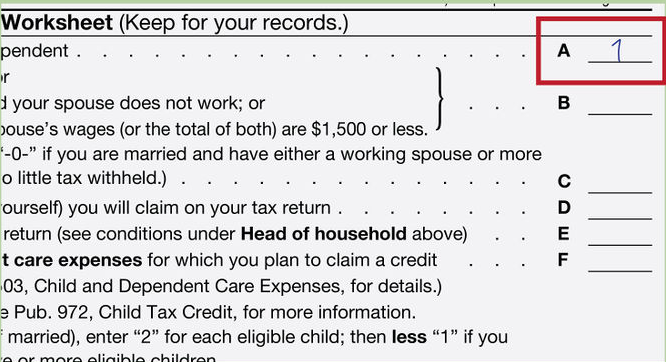 Worksheet (Keep for your records.)
pendent . . . . . . . . . . . . . . . . . . A 1
or
d your spouse does not work; or
. . . B
pouse's wages (or the total of both) are $1,500 or less.
"-0-" if you are married and have either a working spouse or more
o little tax withheld.) . . . . . . . . . . . . . . C
ourself) you will claim on your tax return . . . . . . . . D
return (see conditions under Head of household above) . . E
t care expenses for which you plan to claim a credit . . . F
03, Child and Dependent Care Expenses, for details.)
e Pub. 972, Child Tax Credit, for more information.
married), enter "2" for each eligible child; then less "1" if you
e or more eligible children.